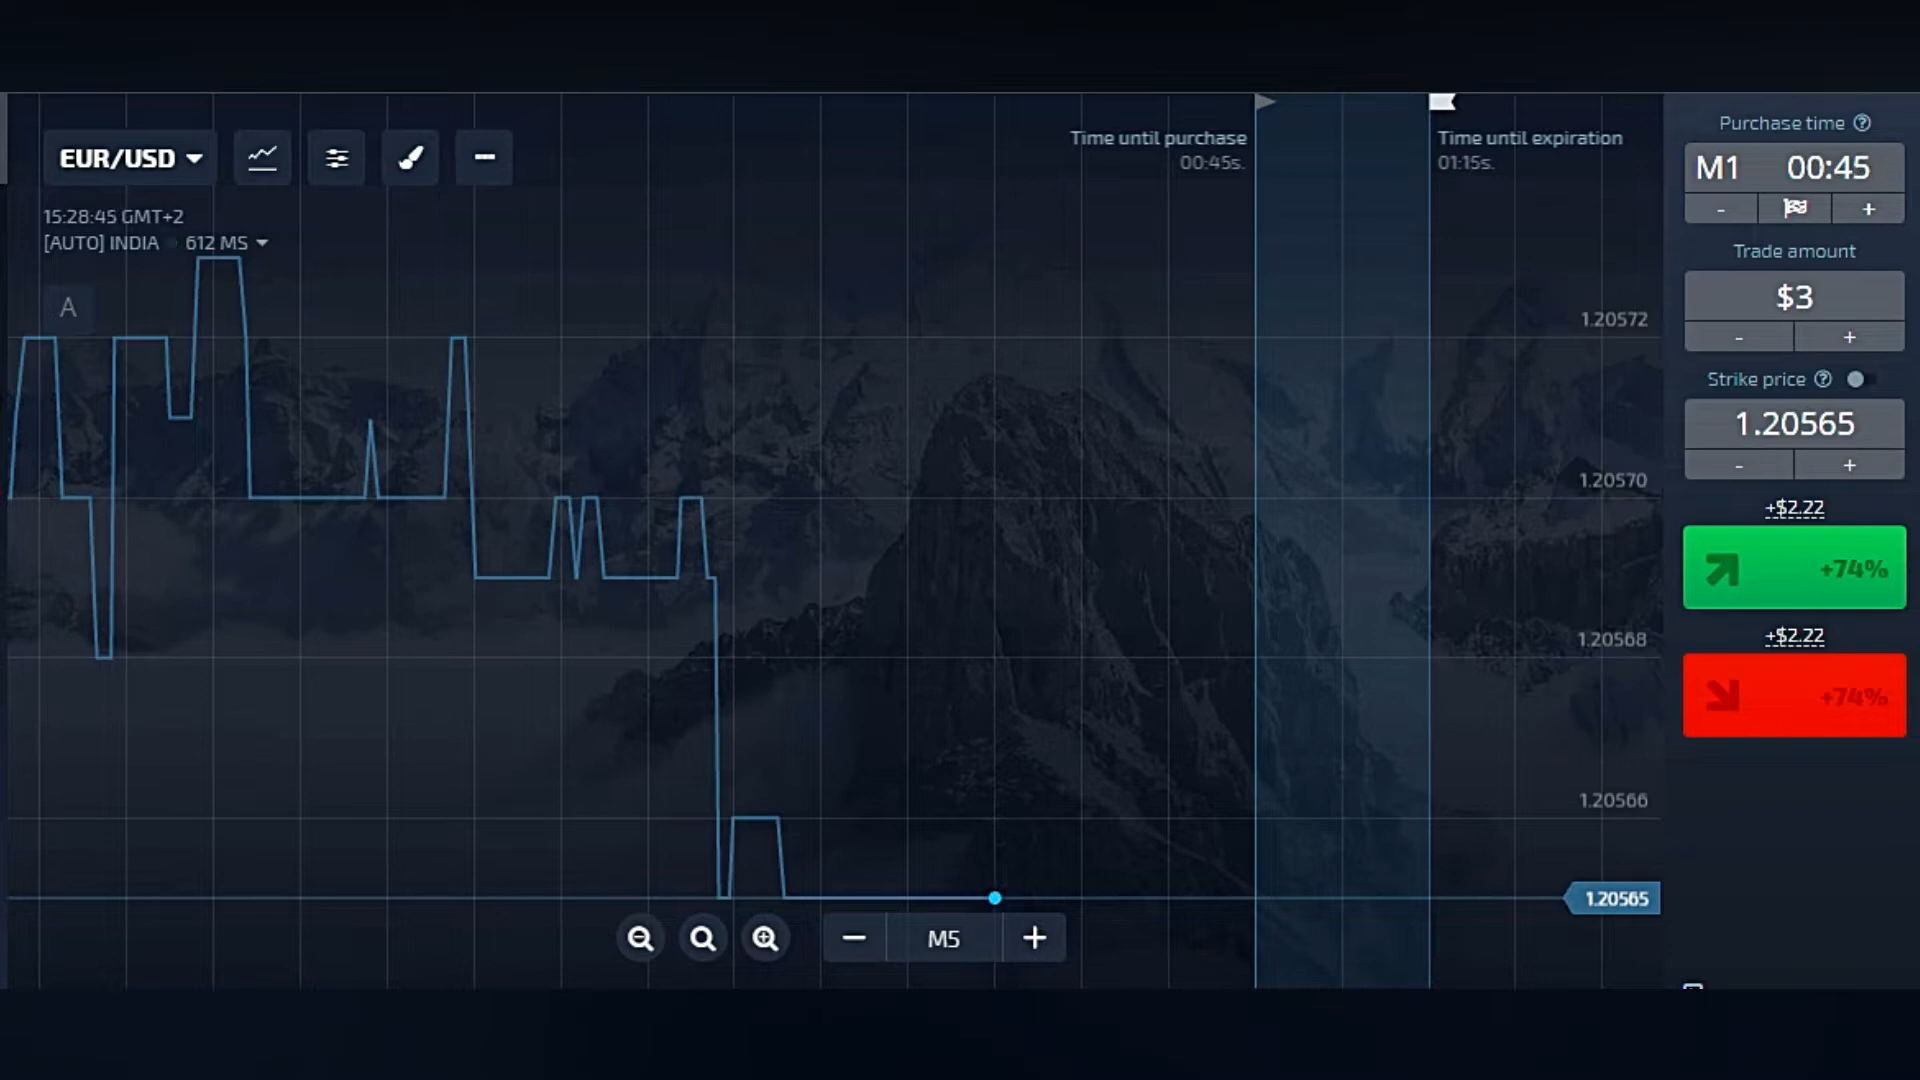 EUR/USD
15:28:45 GMT+2
[AUTO] INDIA 612 MS
A
Time until purchase
00:45s.
Time until expiration
01:15s.
1.20572
1.20570
1.20568
1.20566
1.20565
M5
Purchase time
M1 00:45
- +
Trade amount
$3
- +
Strike price
1.20565
- +
+$2.22
+74%
+$2.22
+74%